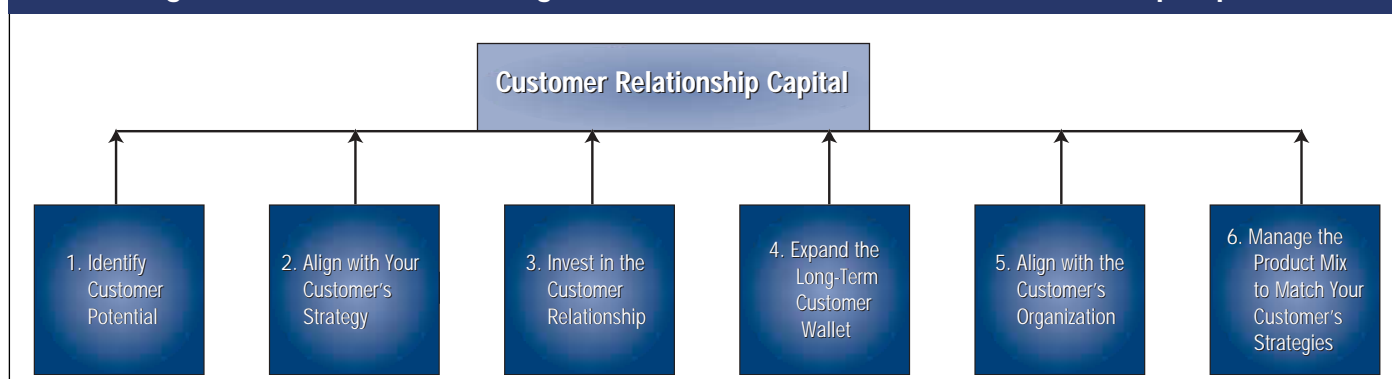 Customer Relationship Capital
1. Identify
Customer
Potential
2. Align with Your
Customer's
Strategy
3. Invest in the
Customer
Relationship
4. Expand the
Long-Term
Customer
Wallet
5. Align with the
Customer's
Organization
6. Manage the
Product Mix
to Match Your
Customer's
Strategies